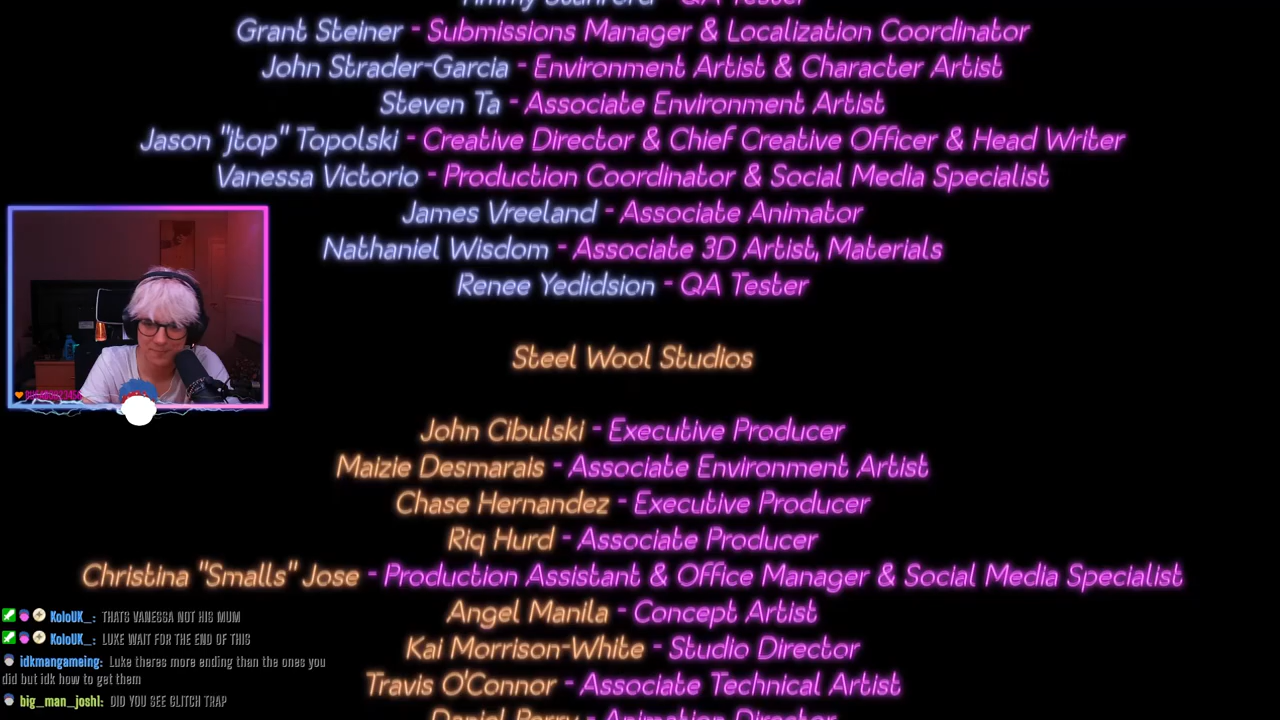 Grant Steiner - Submissions Manager & Localization Coordinator
John Strader-Garcia - Environment Artist & Character Artist
Steven Ta - Associate Environment Artist
Jason "jtop" Topolski - Creative Director & Chief Creative Officer & Head Writer
Vanessa Victorio - Production Coordinator & Social Media Specialist
James Vreeland - Associate Animator
Nathaniel Wisdom - Associate 3D Artist, Materials
Renee Yedidsion - QA Tester
Steel Wool Studios
John Cibulski - Executive Producer
Maizie Desmarais - Associate Environment Artist
Chase Hernandez - Executive Producer
Riq Hurd - Associate Producer
Christina "Smalls" Jose - Production Assistant & Office Manager & Social Media Specialist
Angel Manila - Concept Artist
Kai Morrison-White - Studio Director
Travis O'Connor - Associate Technical Artist
Daniel Perry - Animation Director
KoloUK_: THATS VANESSA NOT HIS MUM
KoloUK_: LUKE WAIT FOR THE END OF THIS
idkmangameing: Luke theres more ending than the ones you
did but idk how to get them
big_man_josh1: DID YOU SEE GLITCH TRAP